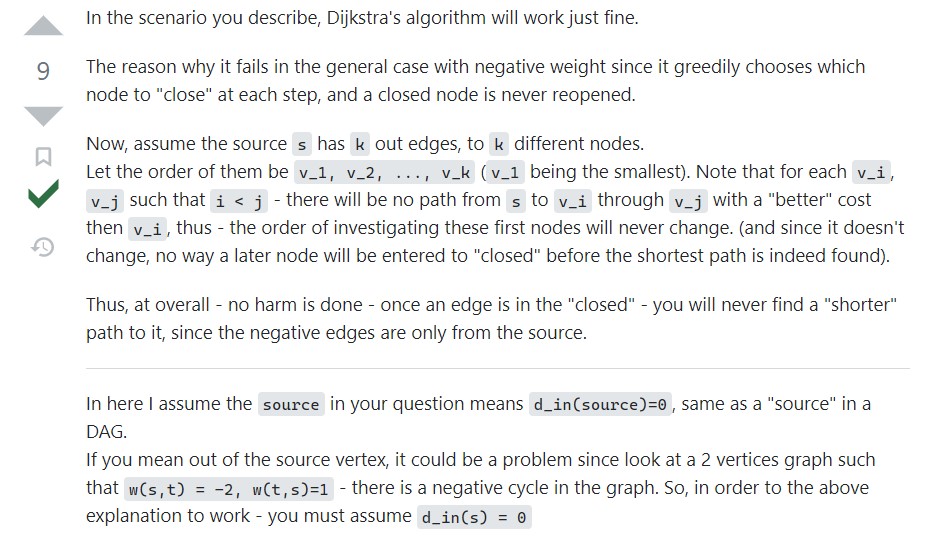 In the scenario you describe, Dijkstra's algorithm will work just fine.
9
The reason why it fails in the general case with negative weight since it greedily chooses which
node to "close" at each step, and a closed node is never reopened.
Now, assume the source s has k out edges, to k different nodes.
Let the order of them be v_1, v_2, ..., v_k (v_1 being the smallest). Note that for each v_i,
v_j such that i < j - there will be no path from s to v_i through v_j with a "better" cost
then v_i, thus - the order of investigating these first nodes will never change. (and since it doesn't
change, no way a later node will be entered to "closed" before the shortest path is indeed found).
Thus, at overall - no harm is done - once an edge is in the "closed" - you will never find a "shorter"
path to it, since the negative edges are only from the source.
In here I assume the source in your question means d_in(source)=0, same as a "source" in a
DAG.
If you mean out of the source vertex, it could be a problem since look at a 2 vertices graph such
that w(s,t) = -2, w(t,s)=1 - there is a negative cycle in the graph. So, in order to the above
explanation to work - you must assume d_in(s) = 0